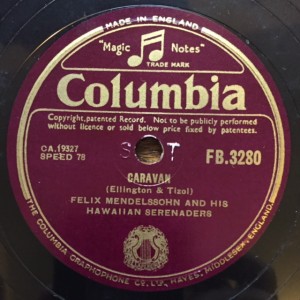 MADE IN ENGLAND
"Magic Notes"
TRADE MARK
Columbia
Copyright, patented Record. Not to be publicly performed
without licence or sold below price fixed by patentees.
CA.19327
SPEED 78
S T
FB.3280
CARAVAN
(Ellington & Tizol)
FELIX MENDELSSOHN AND HIS
HAWAIIAN SERENADERS
THE COLUMBIA GRAPHOPHONE CO., LTD., HAYES, MIDDLESEX, ENGLAND.